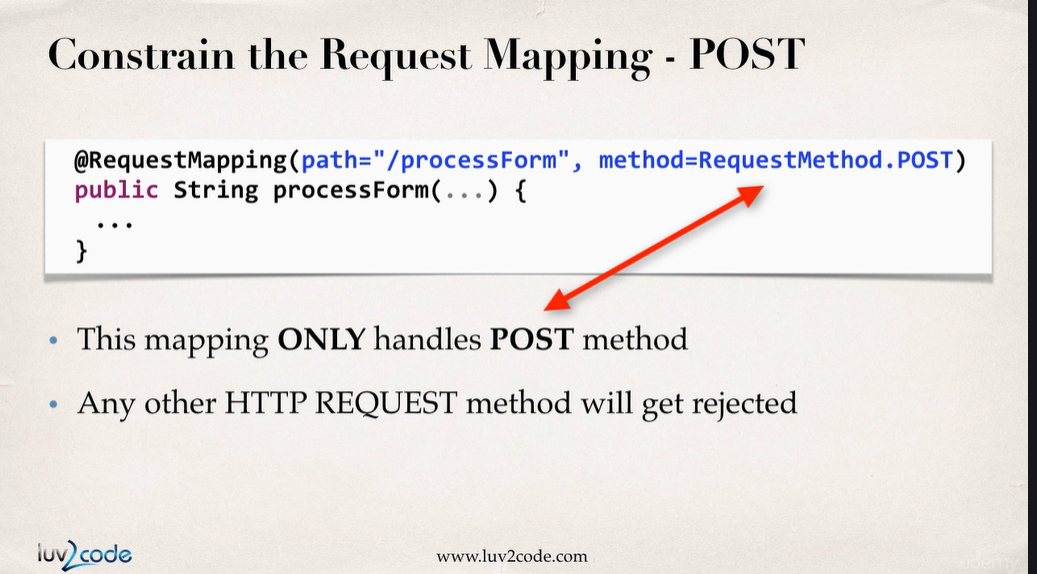 Constrain the Request Mapping - POST
@RequestMapping(path="/processForm", method=RequestMethod.POST)
public String processForm(...) {
...
}
• This mapping ONLY handles POST method
• Any other HTTP REQUEST method will get rejected
luv2code
www.luv2code.com
udemy